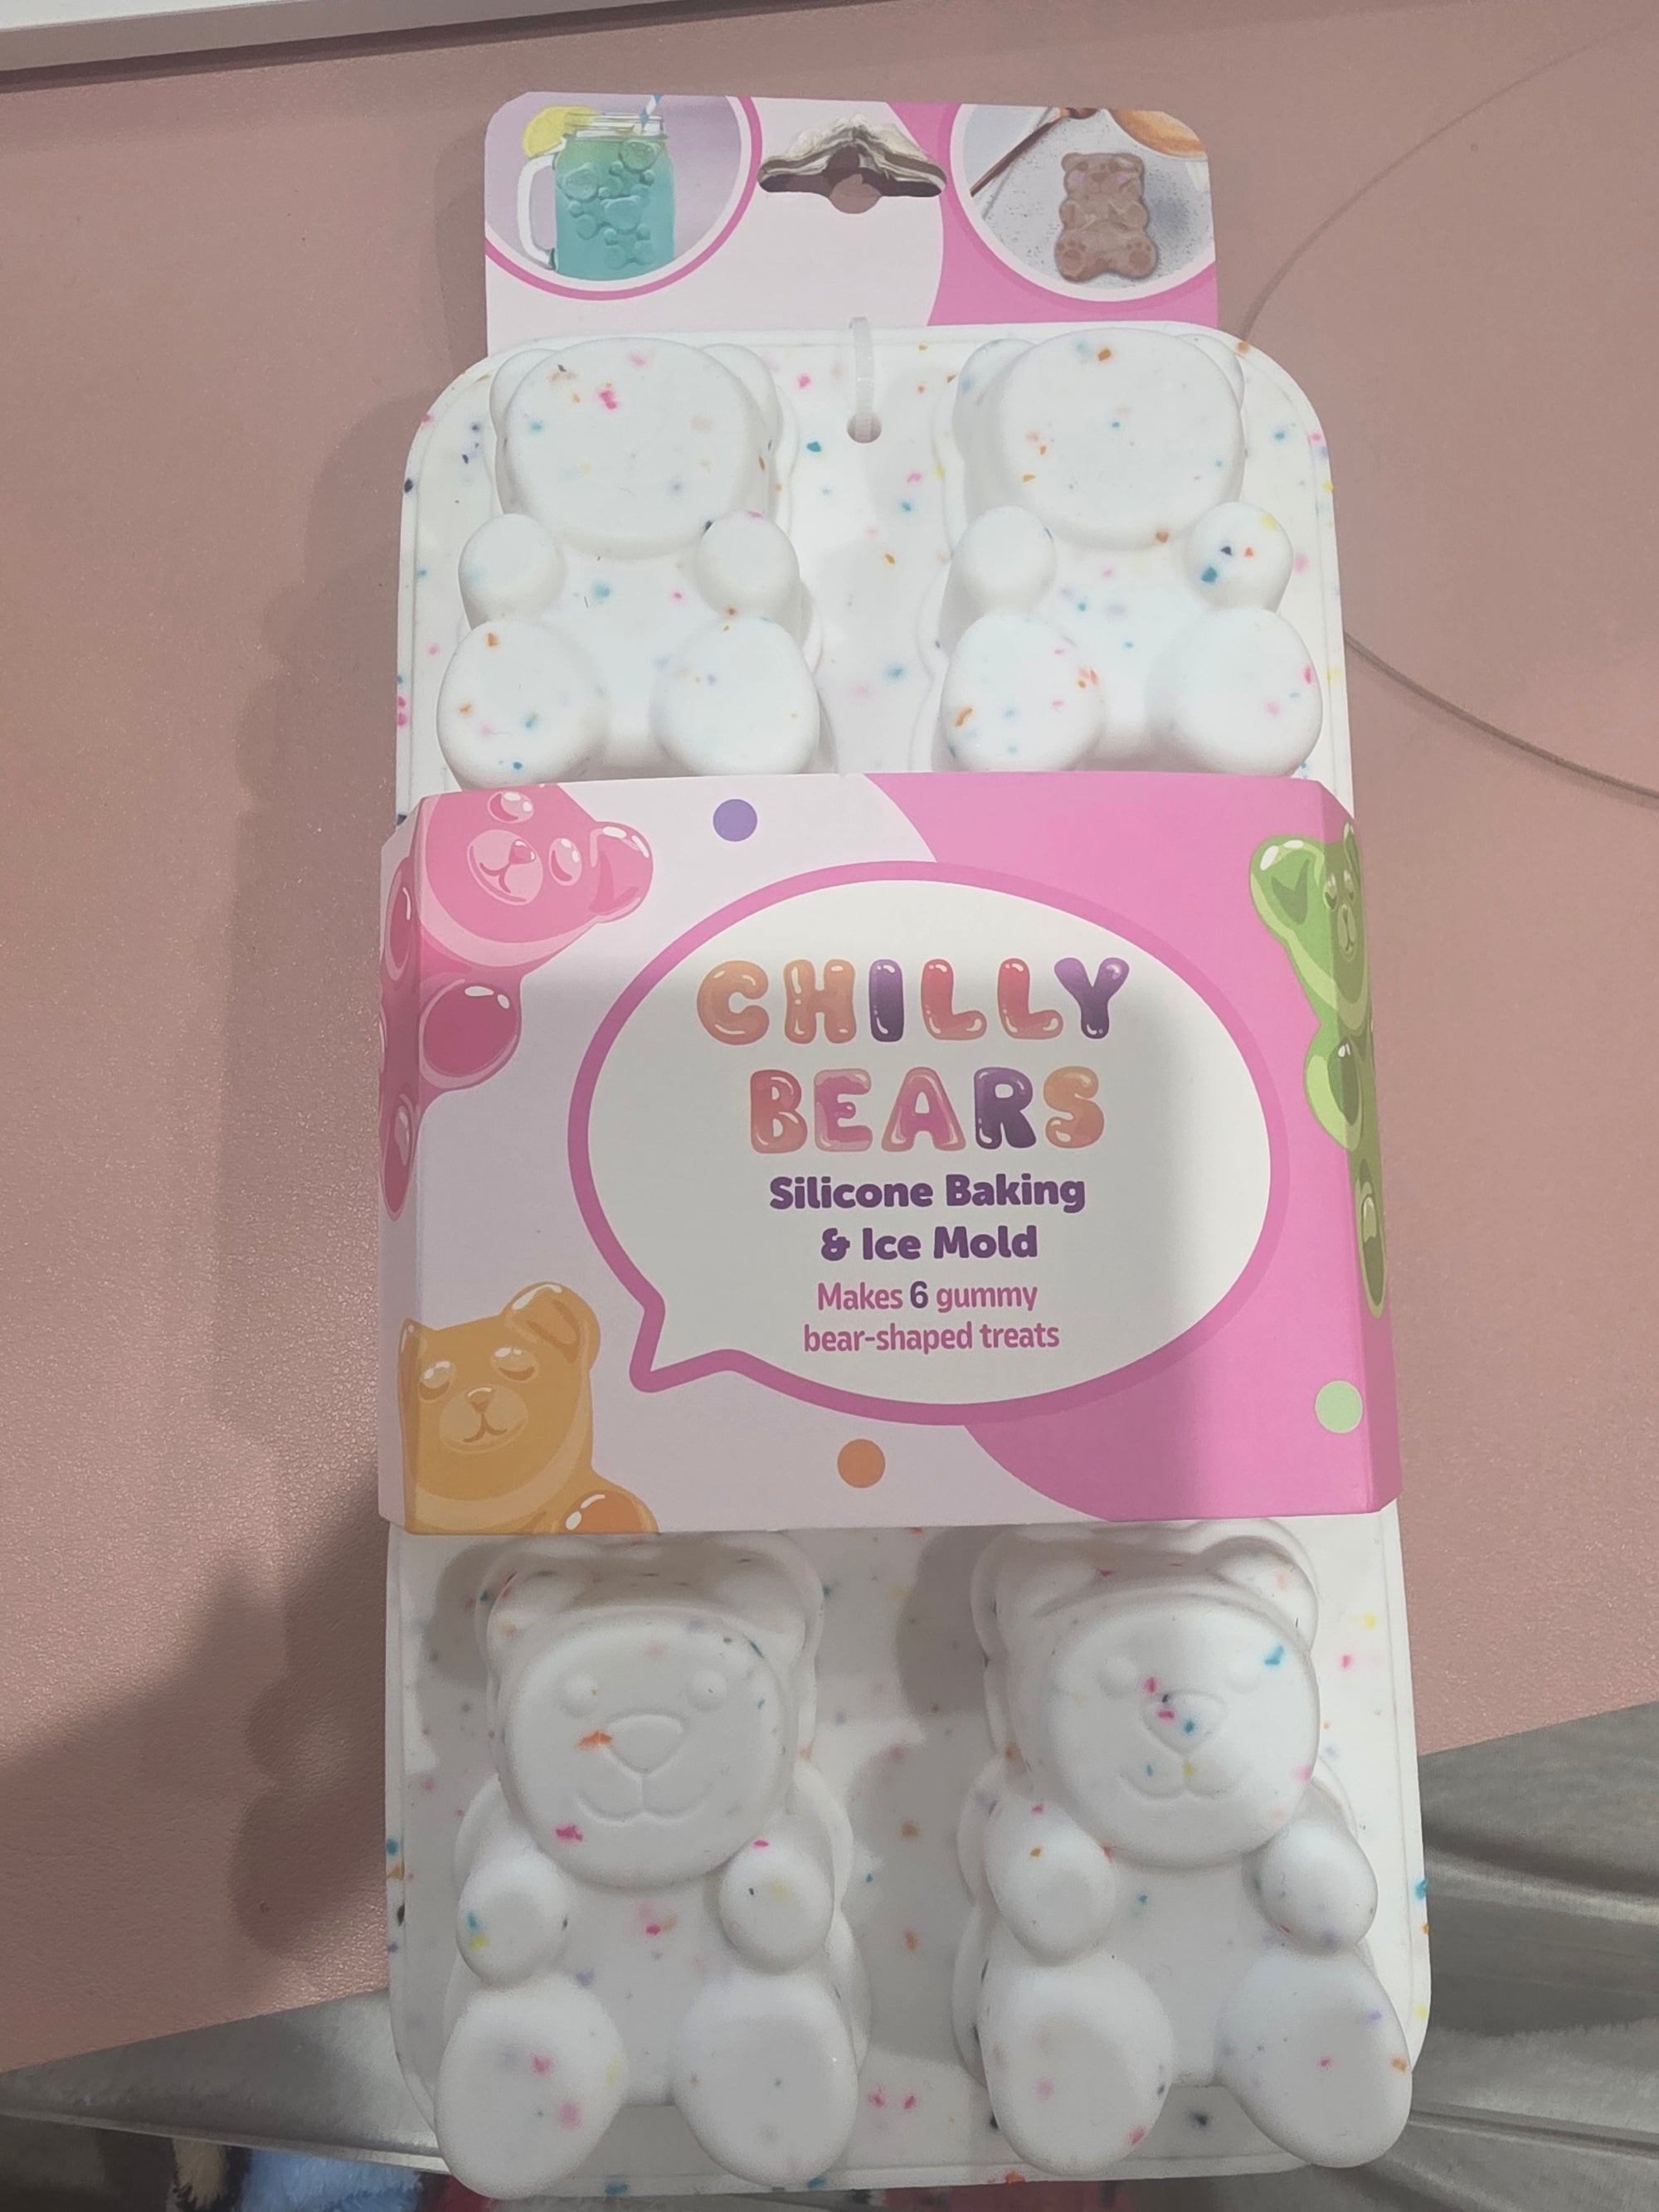 CHILLY
BEARS
Silicone Baking
& Ice Mold
Makes 6 gummy
bear-shaped treats